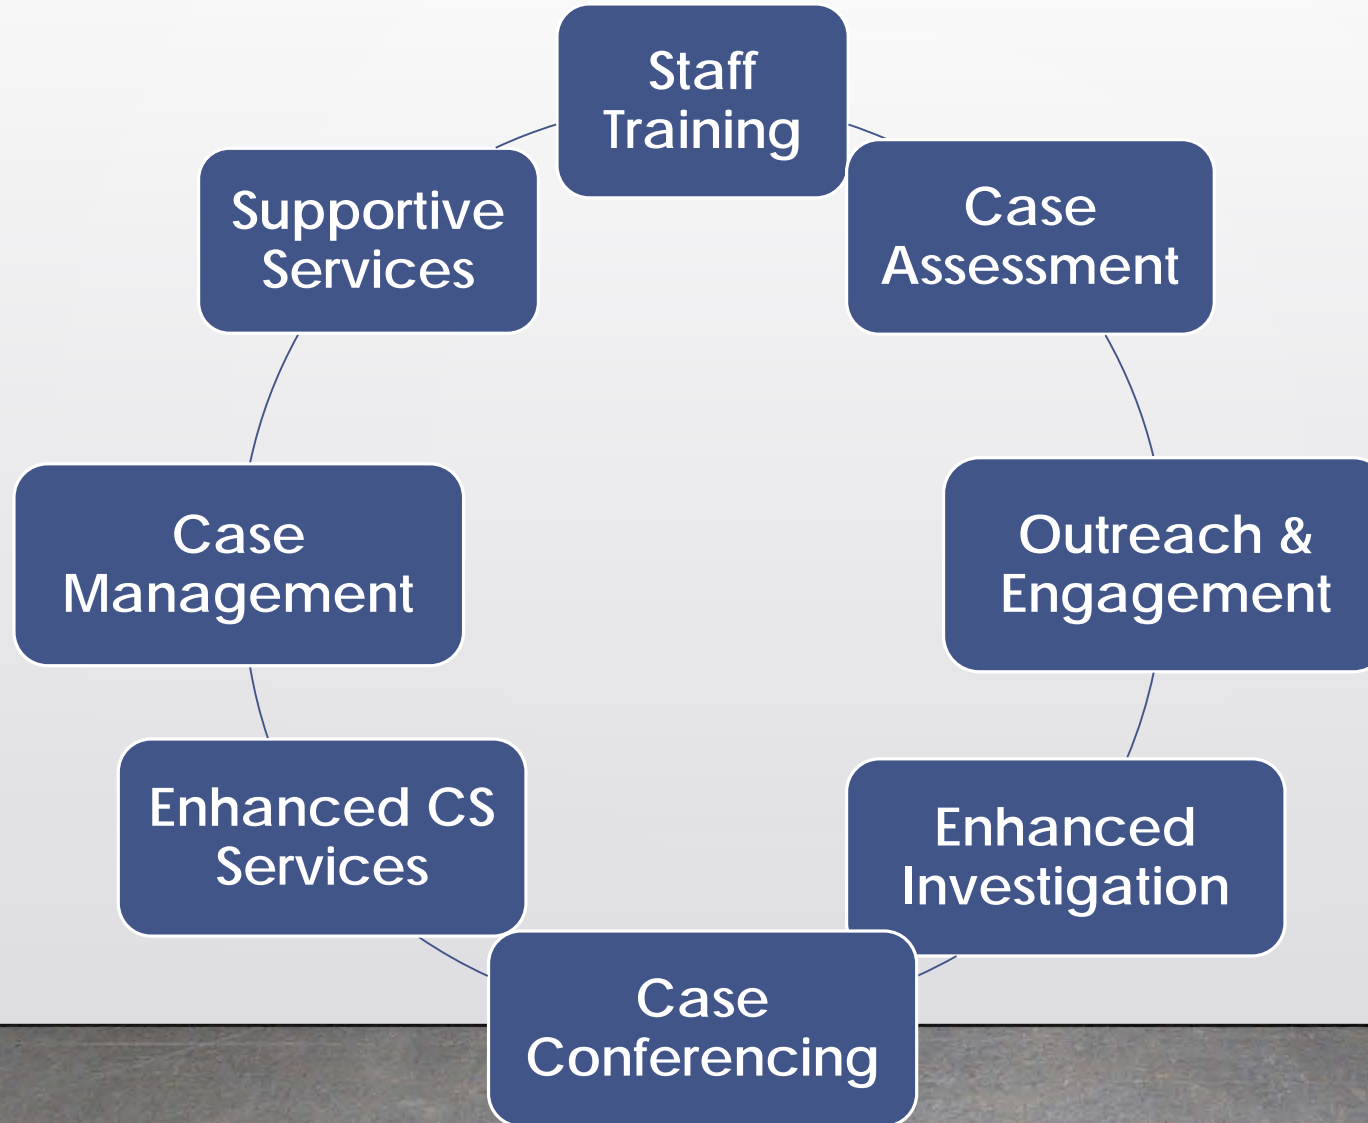 Staff
Training
Case
Assessment
Outreach &
Engagement
Enhanced
Investigation
Case
Conferencing
Enhanced CS
Services
Case
Management
Supportive
Services